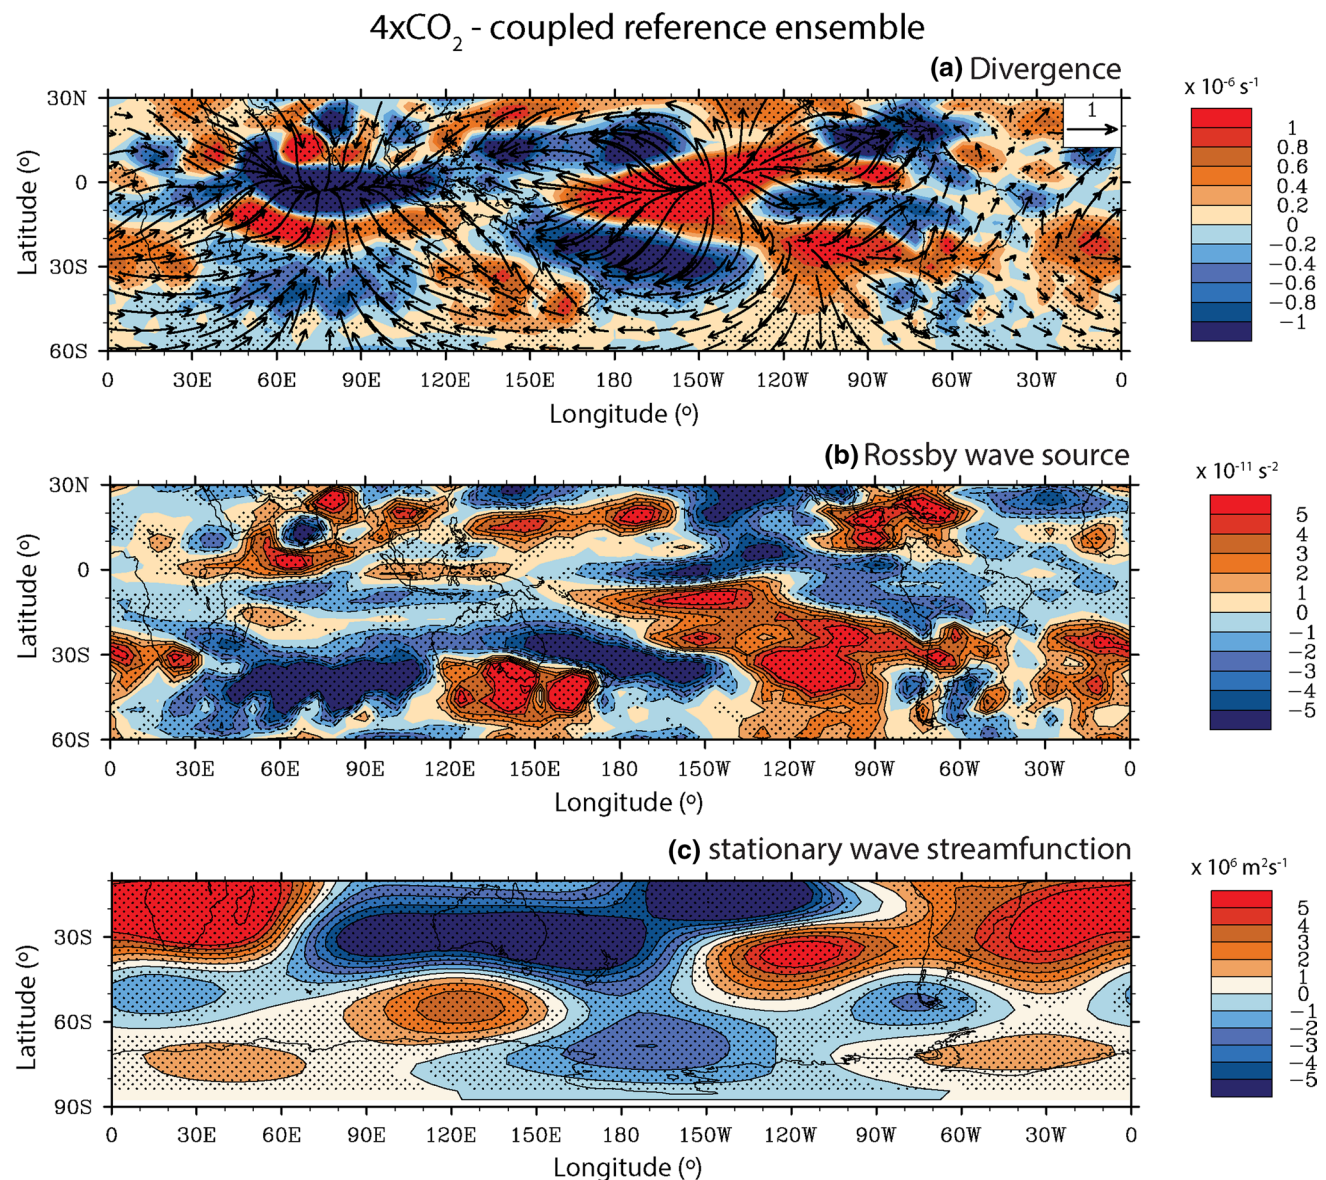 4xCO2 - coupled reference ensemble
(a) Divergence
x 10-6 s-1
1
30N
0
30S
60S
Latitude (o)
0 30E 60E 90E 120E 150E 180 150W 120W 90W 60W 30W 0
Longitude (o)
1
0.8
0.6
0.4
0.2
0
−0.2
−0.4
−0.6
−0.8
−1
(b) Rossby wave source
x 10-11 s-2
30N
0
30S
60S
Latitude (o)
0 30E 60E 90E 120E 150E 180 150W 120W 90W 60W 30W 0
Longitude (o)
5
4
3
2
1
0
−1
−2
−3
−4
−5
(c) stationary wave streamfunction
x 106 m2s-1
30S
60S
90S
Latitude (o)
0 30E 60E 90E 120E 150E 180 150W 120W 90W 60W 30W 0
Longitude (o)
5
4
3
2
1
0
−1
−2
−3
−4
−5